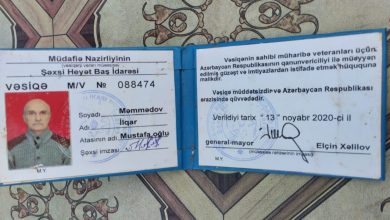 Müdafiə Nazirliyinin
Şəxsi Heyət Baş İdarəsi
VƏSİQƏ M/V № 088474
Soyadı Məmmədov
Adı İlqar
Atasının adı Mustafa oğlu
Şəxsi imzası
M.Y.
Vəsiqənin sahibi müharibə veteranları üçün
Azərbaycan Respublikasının qanunvericiliyi ilə müəyyən
edilmiş güzəşt və imtiyazlardan istifadə etmək hüququna
malikdir.
Vəsiqə müddətsizdir və Azərbaycan Respublikası
ərazisində qüvvədədir.
Verildiyi tarix " 13 " noyabr 2020-ci il
general-mayor Elçin Xəlilov
M.Y.